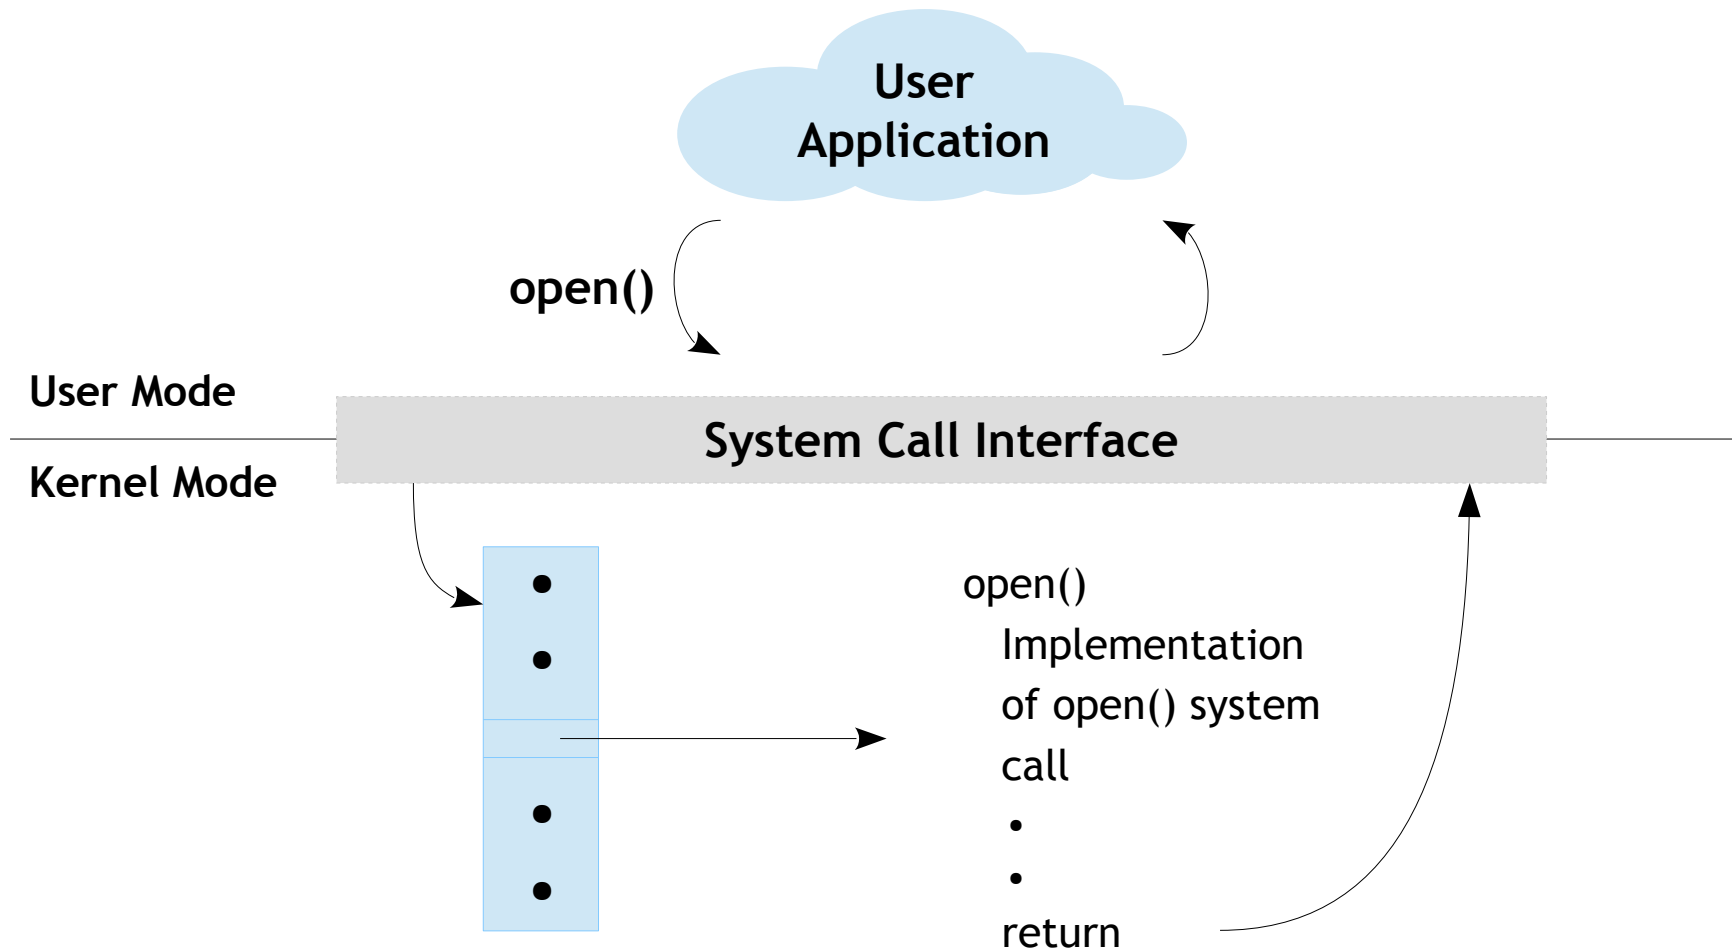 User
Application
open()
User Mode
System Call Interface
Kernel Mode
open()
Implementation
of open() system
call
•
•
return